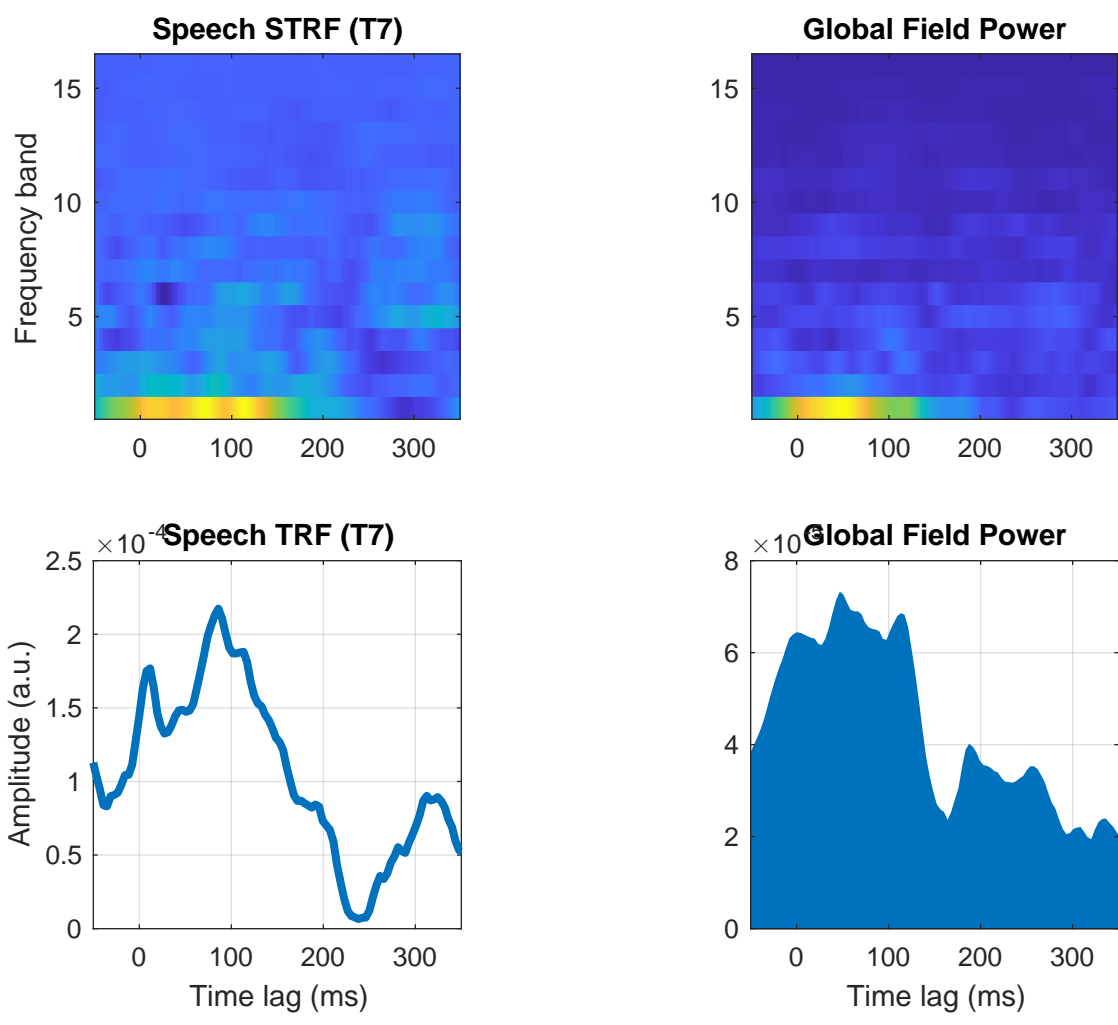 Speech STRF (T7)
Frequency band
15
10
5
0 100 200 300
Global Field Power
15
10
5
0 100 200 300
Speech TRF (T7)
×10-4
Amplitude (a.u.)
2.5
2
1.5
1
0.5
0
0 100 200 300
Time lag (ms)
Global Field Power
×10
8
6
4
2
0
0 100 200 300
Time lag (ms)